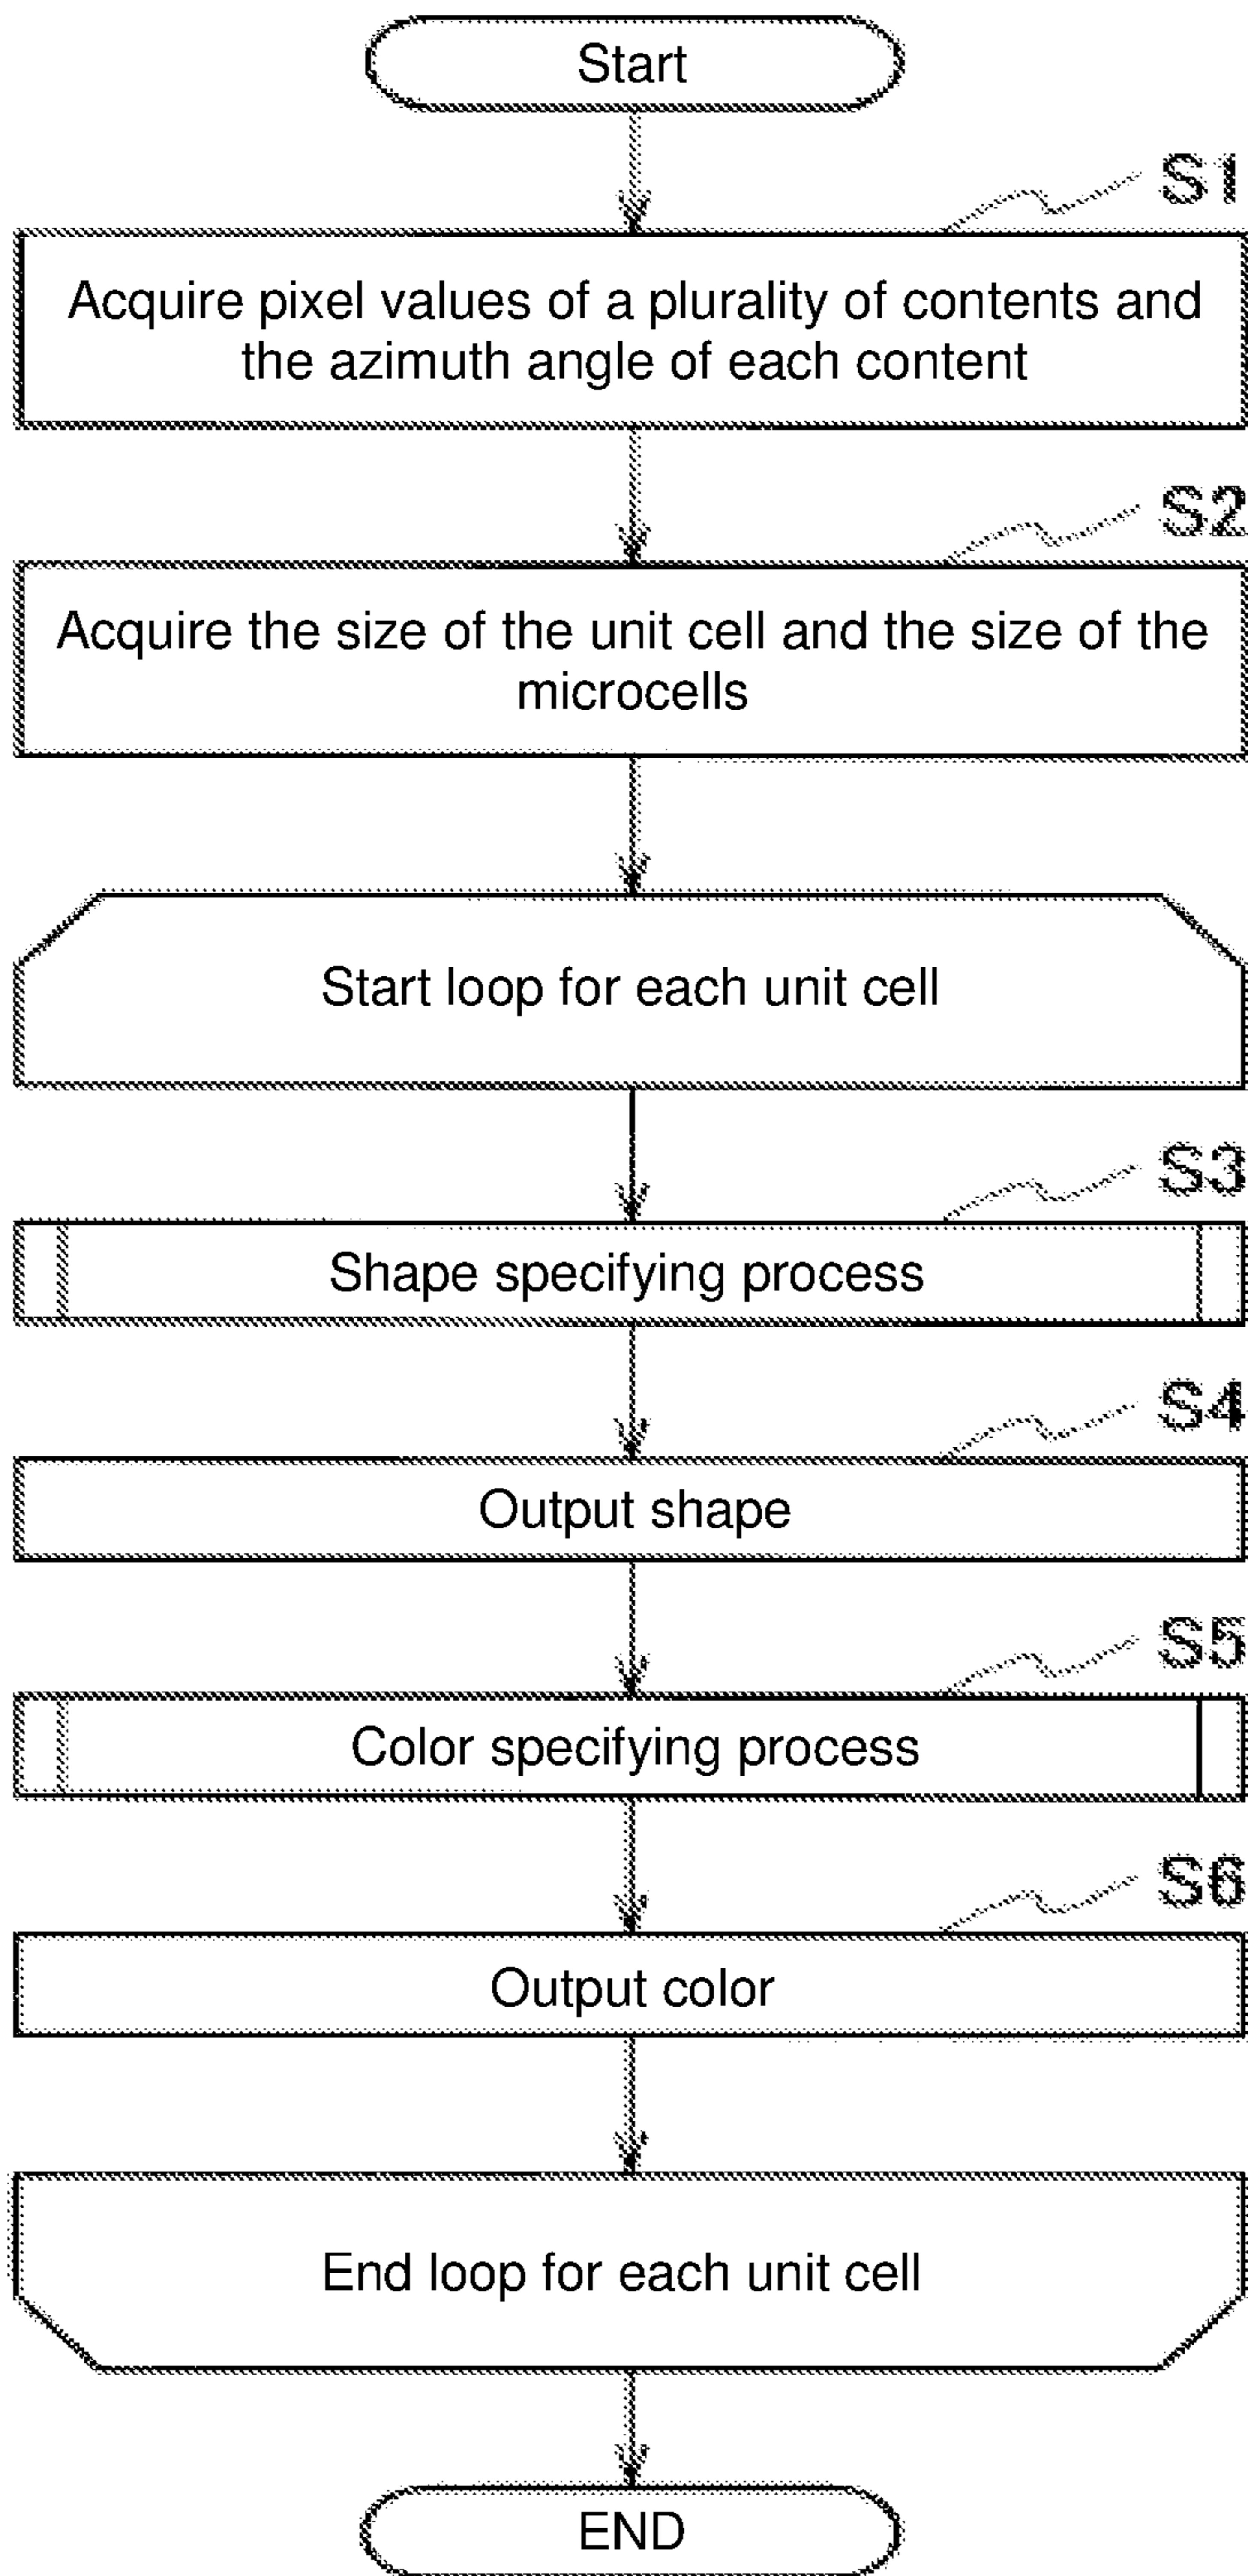 Start
S1
Acquire pixel values of a plurality of contents and
the azimuth angle of each content
S2
Acquire the size of the unit cell and the size of the
microcells
Start loop for each unit cell
S3
Shape specifying process
S4
Output shape
S5
Color specifying process
S6
Output color
End loop for each unit cell
END